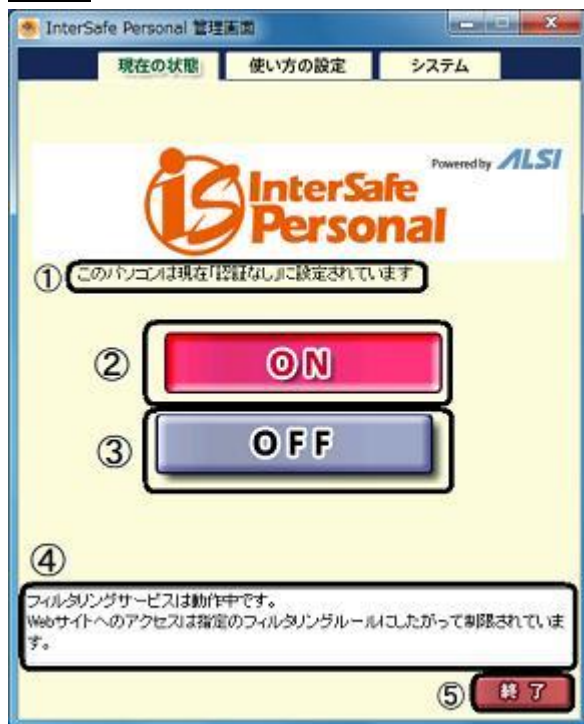 InterSafe Personal 管理画面
現在の状態 使い方の設定 システム
Powered by ALSI
iS InterSafe
Personal
① このパソコンは現在「認証なし」に設定されています
② ON
③ OFF
④
フィルタリングサービスは動作中です。
Webサイトへのアクセスは指定のフィルタリングルールにしたがって制限されていま
す。
⑤ 終了